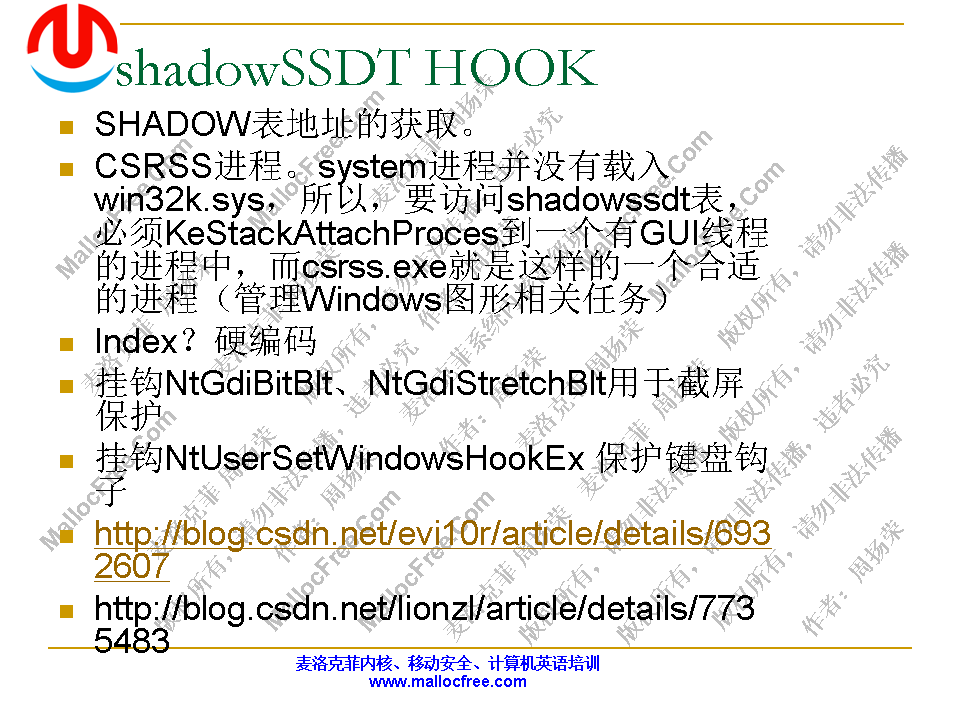 shadowSSDT HOOK
SHADOW表地址的获取。
CSRSS进程。system进程并没有载入
win32k.sys，所以，要访问shadowssdt表，
必须KeStackAttachProces到一个有GUI线程
的进程中，而csrss.exe就是这样的一个合适
的进程（管理Windows图形相关任务）
Index？硬编码
挂钩NtGdiBitBlt、NtGdiStretchBlt用于截屏
保护
挂钩NtUserSetWindowsHookEx 保护键盘钩
子
http://blog.csdn.net/evi10r/article/details/693
2607
http://blog.csdn.net/lionzl/article/details/773
5483
麦洛克菲内核、移动安全、计算机英语培训
www.mallocfree.com